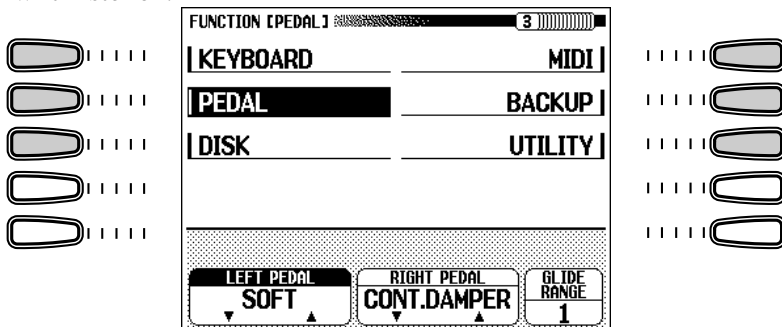 FUNCTION [PEDAL] 3
KEYBOARD MIDI
PEDAL BACKUP
DISK UTILITY
LEFT PEDAL RIGHT PEDAL GLIDE RANGE
SOFT CONT.DAMPER 1